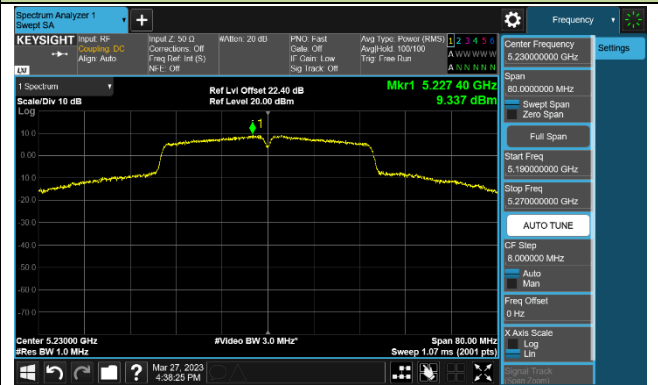 Spectrum Analyzer 1
Swept SA
Frequency
KEYSIGHT
Input: RF
Coupling: DC
Align: Auto
Input Z: 50 Ω
Corrections: Off
Freq Ref: Int (S)
NFE: Off
#Atten: 20 dB
PNO: Fast
Gate: Off
IF Gain: Low
Sig Track: Off
Avg Type: Power (RMS)
Avg|Hold: 100/100
Trig: Free Run
1 2 3 4 5 6
A W W W W W
A N N N N N
LXI
1 Spectrum
Scale/Div 10 dB
Log
Ref Lvl Offset 22.40 dB
Ref Level 20.00 dBm
Mkr1 5.227 40 GHz
9.337 dBm
1
10.0
0.00
-10.0
-20.0
-30.0
-40.0
-50.0
-60.0
-70.0
Center 5.23000 GHz
#Res BW 1.0 MHz
#Video BW 3.0 MHz*
Span 80.00 MHz
Sweep 1.07 ms (2001 pts)
Mar 27, 2023
4:38:25 PM
Center Frequency
5.230000000 GHz
Settings
Span
80.0000000 MHz
Swept Span
Zero Span
Full Span
Start Freq
5.190000000 GHz
Stop Freq
5.270000000 GHz
AUTO TUNE
CF Step
8.000000 MHz
Auto
Man
Freq Offset
0 Hz
X Axis Scale
Log
Lin
Signal Track
(Span Zoom)